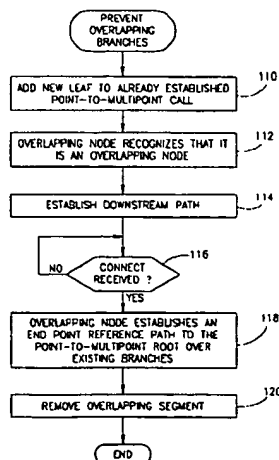 PREVENT
OVERLAPPING
BRANCHES
110
ADD NEW LEAF TO ALREADY ESTABLISHED
POINT-TO-MULTIPOINT CALL
112
OVERLAPPING NODE RECOGNIZES THAT IT
IS AN OVERLAPPING NODE
114
ESTABLISH DOWNSTREAM PATH
116
CONNECT
RECEIVED ?
NO
YES
118
OVERLAPPING NODE ESTABLISHES AN
END POINT REFERENCE PATH TO THE
POINT-TO-MULTIPOINT ROOT OVER
EXISTING BRANCHES
120
REMOVE OVERLAPPING SEGMENT
END